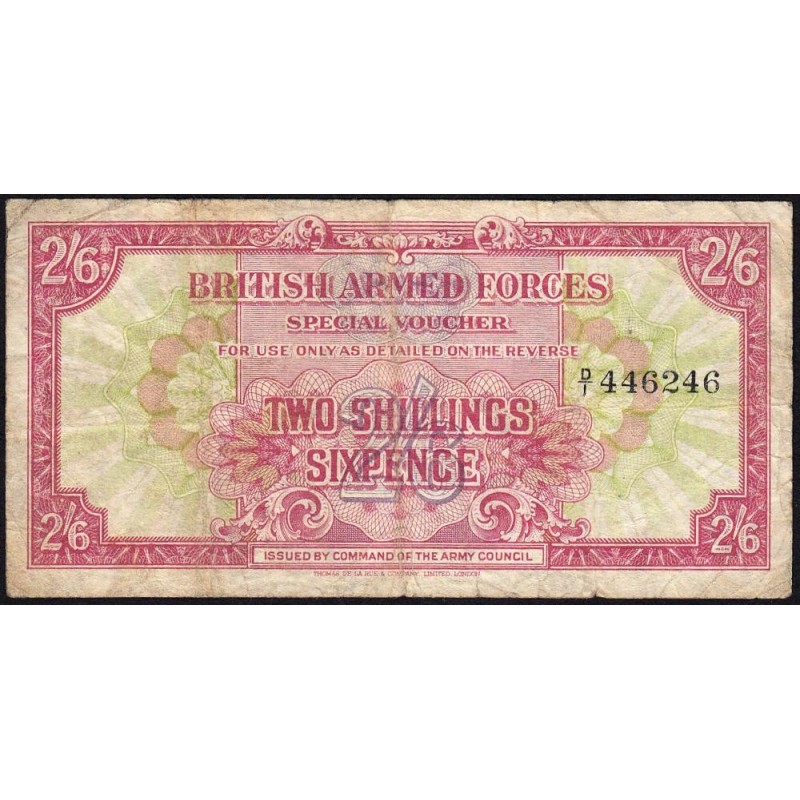 2/6 2/6
BRITISH ARMED FORCES
SPECIAL VOUCHER
FOR USE ONLY AS DETAILED ON THE REVERSE
D/1 446246
TWO SHILLINGS
SIXPENCE
2/6
2/6 2/6
ISSUED BY COMMAND OF THE ARMY COUNCIL
THOMAS DE LA RUE & COMPANY, LIMITED, LONDON